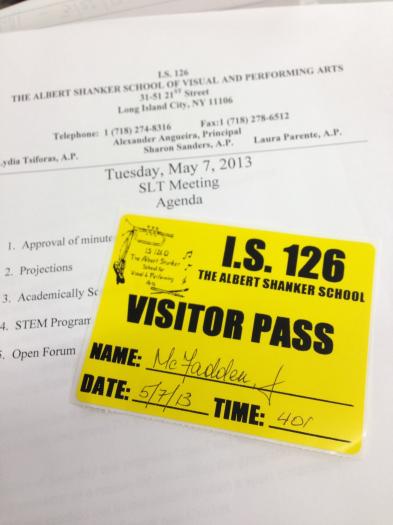 I.S. 126
THE ALBERT SHANKER SCHOOL OF VISUAL AND PERFORMING ARTS
31-51 21ST Street
Long Island City, NY 11106
Telephone: 1 (718) 274-8316 Fax:1 (718) 278-6512
Alexander Angueira, Principal
Lydia Tsiforas, A.P. Sharon Sanders, A.P. Laura Parente, A.P.
Tuesday, May 7, 2013
SLT Meeting
Agenda
1. Approval of minute
2. Projections
3. Academically Se
4. STEM Program
5. Open Forum
IS 126Q
The Albert Shanker
School for
Visual & Performing
Arts
I.S. 126
THE ALBERT SHANKER SCHOOL
VISITOR PASS
NAME: McFadden, J
DATE: 5/7/13 TIME: 401